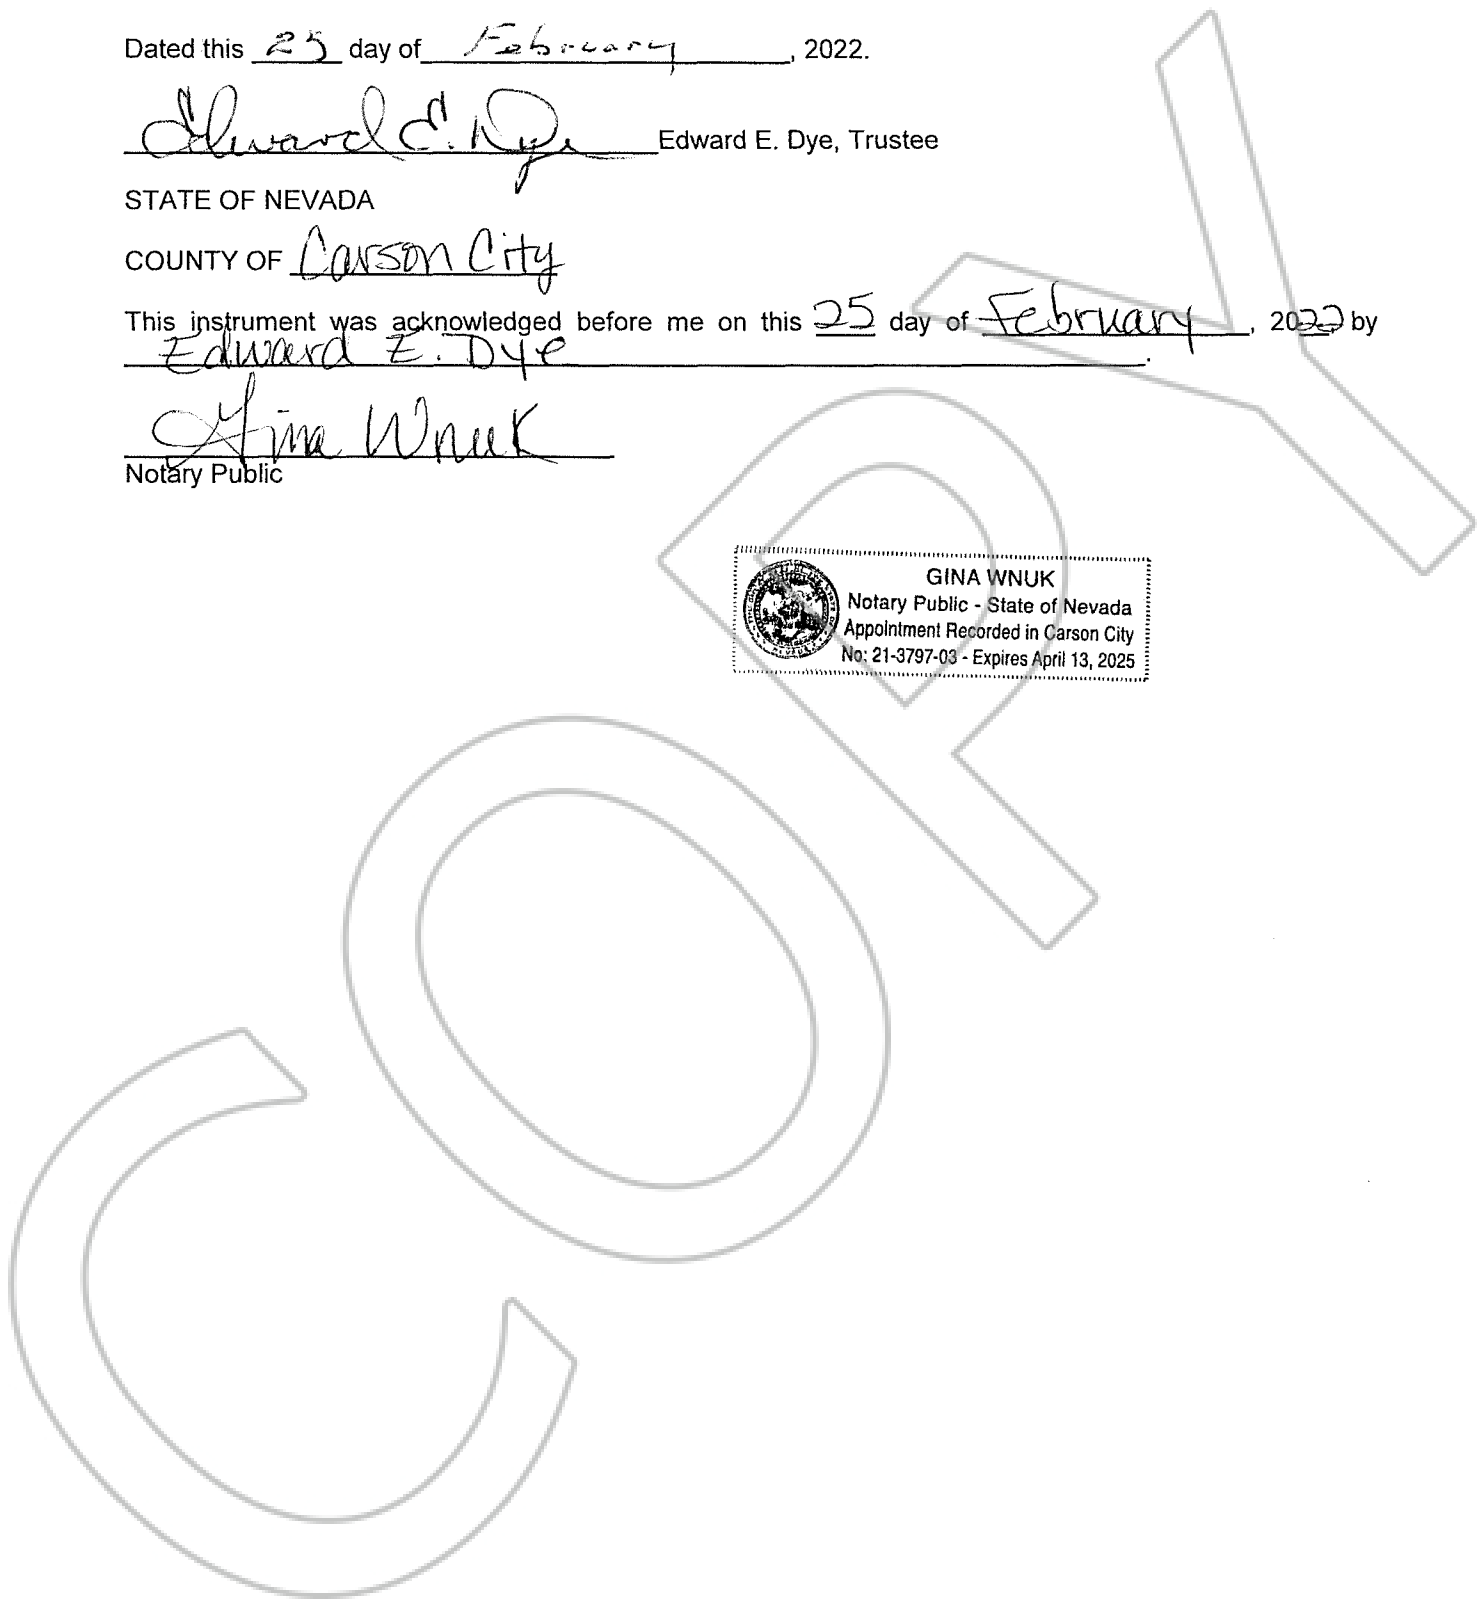 Dated this 25 day of February, 2022.
Edward E. Dye Edward E. Dye, Trustee
STATE OF NEVADA
COUNTY OF Carson City
This instrument was acknowledged before me on this 25 day of February, 2022 by
Edward E. Dye.
Gina Wnuk
Notary Public
GINA WNUK
Notary Public - State of Nevada
Appointment Recorded in Carson City
No: 21-3797-03 - Expires April 13, 2025
COPY